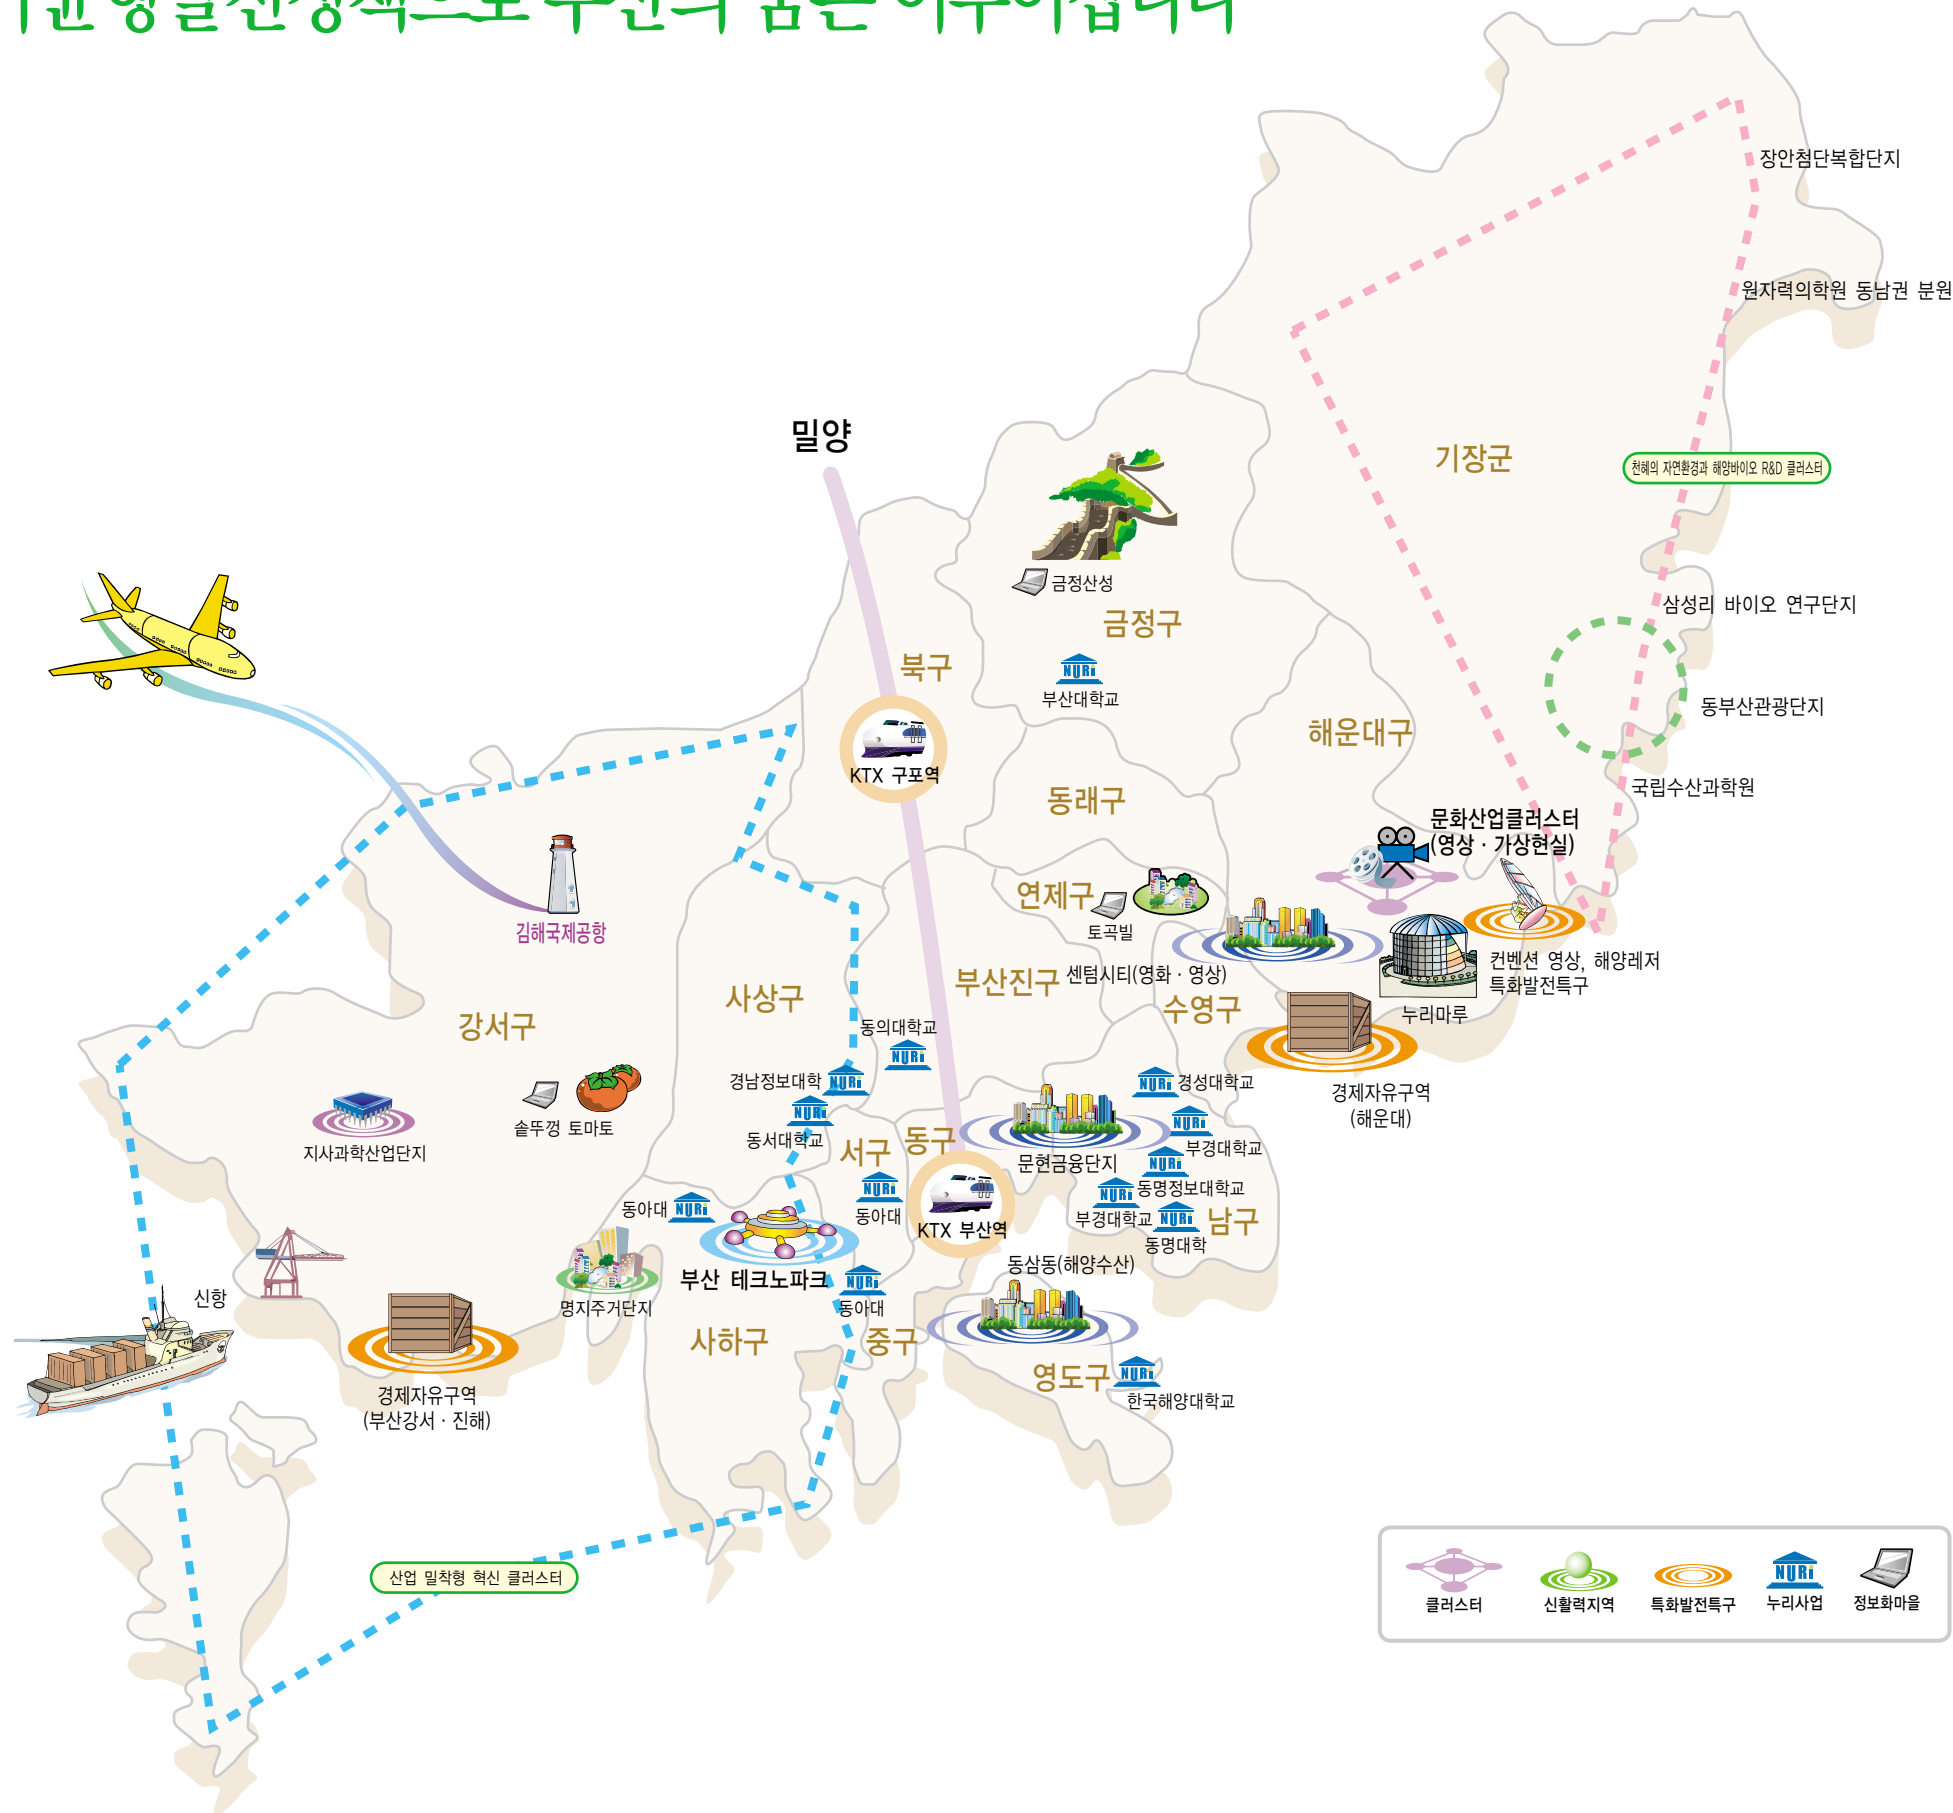 밀양
장안첨단복합단지
원자력의학원 동남권 분원
기장군
천혜의 자연환경과 해양바이오 R&D 클러스터
금정산성
금정구
삼성리 바이오 연구단지
북구
NURi
부산대학교
동부산관광단지
해운대구
KTX 구포역
국립수산과학원
동래구
문화산업클러스터
(영상 · 가상현실)
연제구
토곡빌
김해국제공항
컨벤션 영상, 해양레저
특화발전특구
센텀시티(영화 · 영상)
부산진구
사상구
수영구
누리마루
강서구
동의대학교
NURi
경남정보대학
NURi
NURi
경성대학교
경제자유구역
(해운대)
NURi
동서대학교
NURi
부경대학교
솥뚜껑 토마토
지사과학산업단지
서구
동구
문현금융단지
NURi
동명정보대학교
NURi
동아대
NURi
부경대학교
동아대
NURi
NURi
동명대학
남구
KTX 부산역
동삼동(해양수산)
부산 테크노파크
NURi
동아대
신항
명지주거단지
사하구
중구
영도구
NURi
한국해양대학교
경제자유구역
(부산강서 · 진해)
산업 밀착형 혁신 클러스터
NURi
클러스터
신활력지역
특화발전특구
누리사업
정보화마을